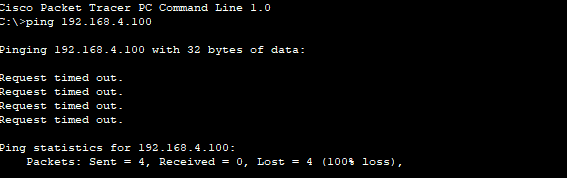 Cisco Packet Tracer PC Command Line 1.0
C:\>ping 192.168.4.100
Pinging 192.168.4.100 with 32 bytes of data:
Request timed out.
Request timed out.
Request timed out.
Request timed out.
Ping statistics for 192.168.4.100:
Packets: Sent = 4, Received = 0, Lost = 4 (100% loss),